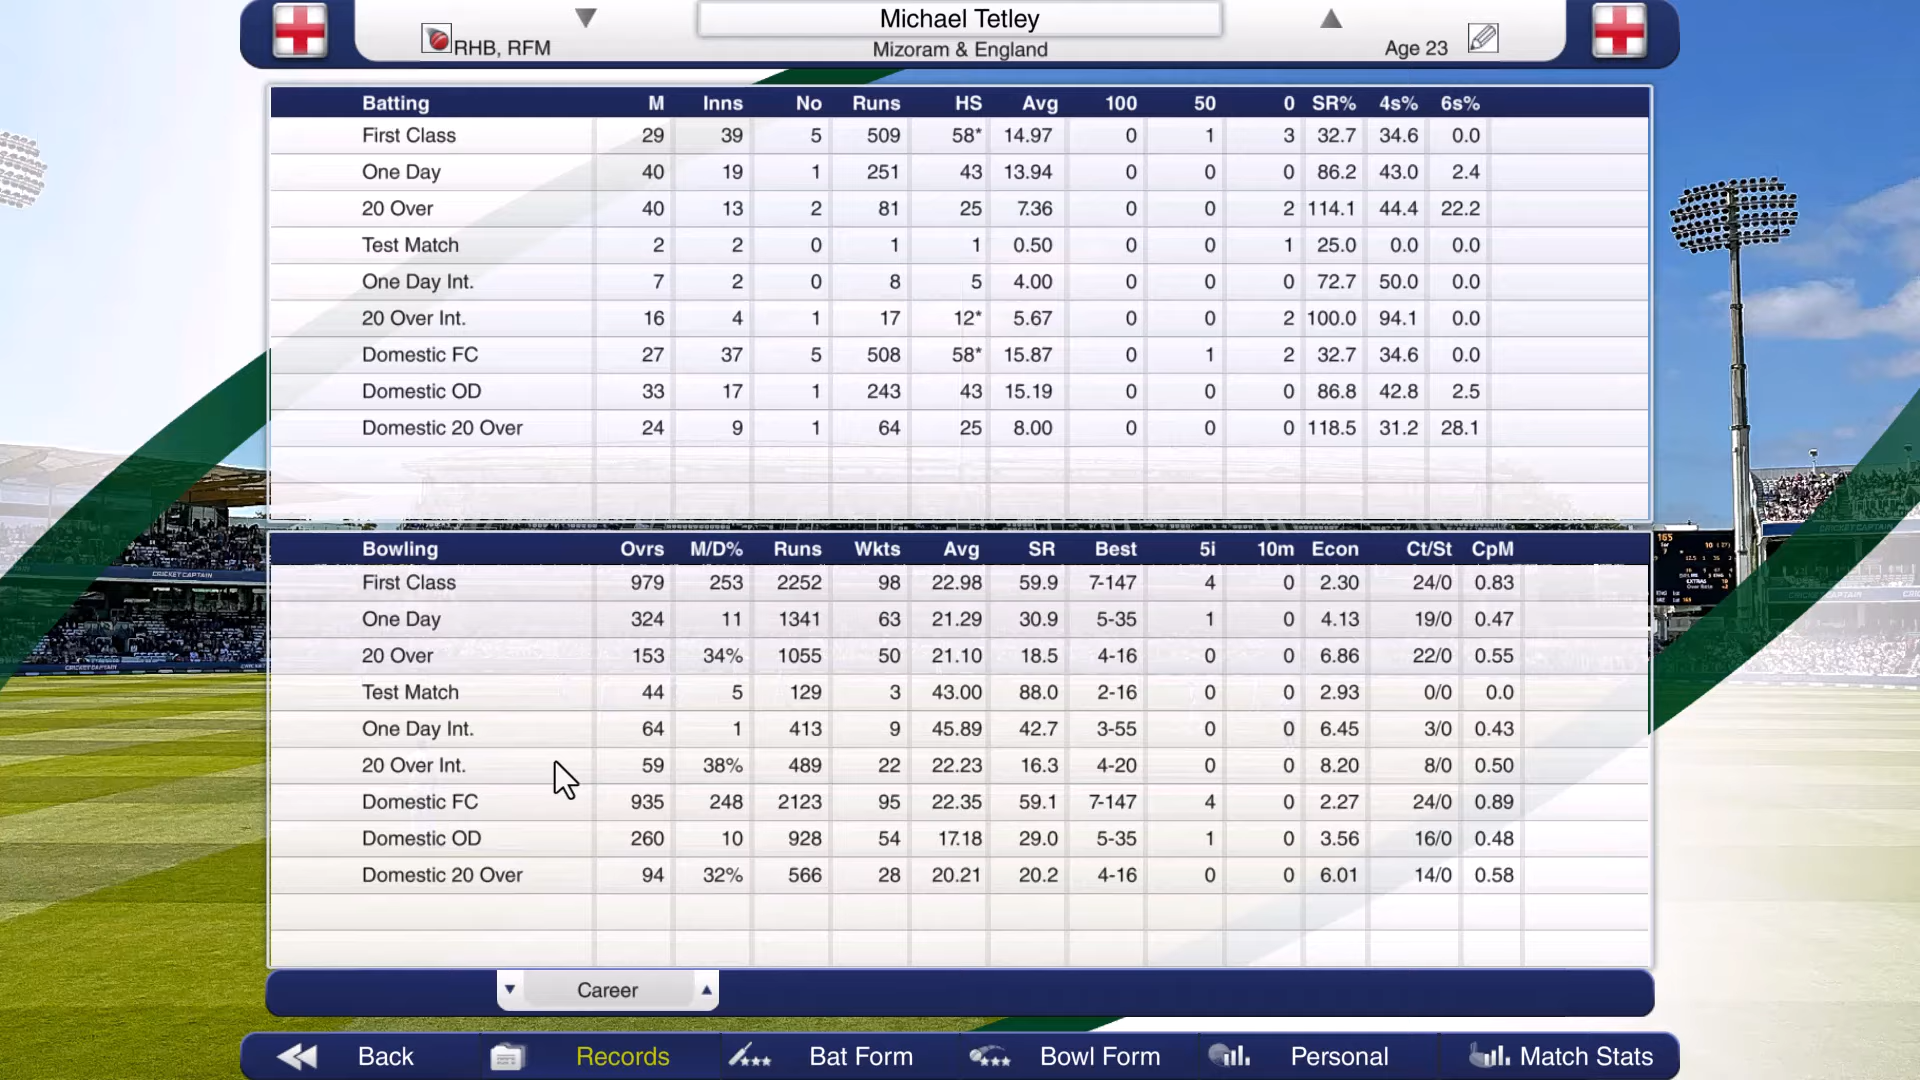 Michael Tetley
RHB, RFM
Mizoram & England
Age 23
Batting M Inns No Runs HS Avg 100 50 0 SR% 4s% 6s%
First Class 29 39 5 509 58* 14.97 0 1 3 32.7 34.6 0.0
One Day 40 19 1 251 43 13.94 0 0 0 86.2 43.0 2.4
20 Over 40 13 2 81 25 7.36 0 0 2 114.1 44.4 22.2
Test Match 2 2 0 1 1 0.50 0 0 1 25.0 0.0 0.0
One Day Int. 7 2 0 8 5 4.00 0 0 0 72.7 50.0 0.0
20 Over Int. 16 4 1 17 12* 5.67 0 0 2 100.0 94.1 0.0
Domestic FC 27 37 5 508 58* 15.87 0 1 2 32.7 34.6 0.0
Domestic OD 33 17 1 243 43 15.19 0 0 0 86.8 42.8 2.5
Domestic 20 Over 24 9 1 64 25 8.00 0 0 0 118.5 31.2 28.1
Bowling Ovrs M/D% Runs Wkts Avg SR Best 5i 10m Econ Ct/St CpM
First Class 979 253 2252 98 22.98 59.9 7-147 4 0 2.30 24/0 0.83
One Day 324 11 1341 63 21.29 30.9 5-35 1 0 4.13 19/0 0.47
20 Over 153 34% 1055 50 21.10 18.5 4-16 0 0 6.86 22/0 0.55
Test Match 44 5 129 3 43.00 88.0 2-16 0 0 2.93 0/0 0.0
One Day Int. 64 1 413 9 45.89 42.7 3-55 0 0 6.45 3/0 0.43
20 Over Int. 59 38% 489 22 22.23 16.3 4-20 0 0 8.20 8/0 0.50
Domestic FC 935 248 2123 95 22.35 59.1 7-147 4 0 2.27 24/0 0.89
Domestic OD 260 10 928 54 17.18 29.0 5-35 1 0 3.56 16/0 0.48
Domestic 20 Over 94 32% 566 28 20.21 20.2 4-16 0 0 6.01 14/0 0.58
CRICKET CAPTAIN
CRICKET CAPTAIN
165
Career
Back Records Bat Form Bowl Form Personal Match Stats